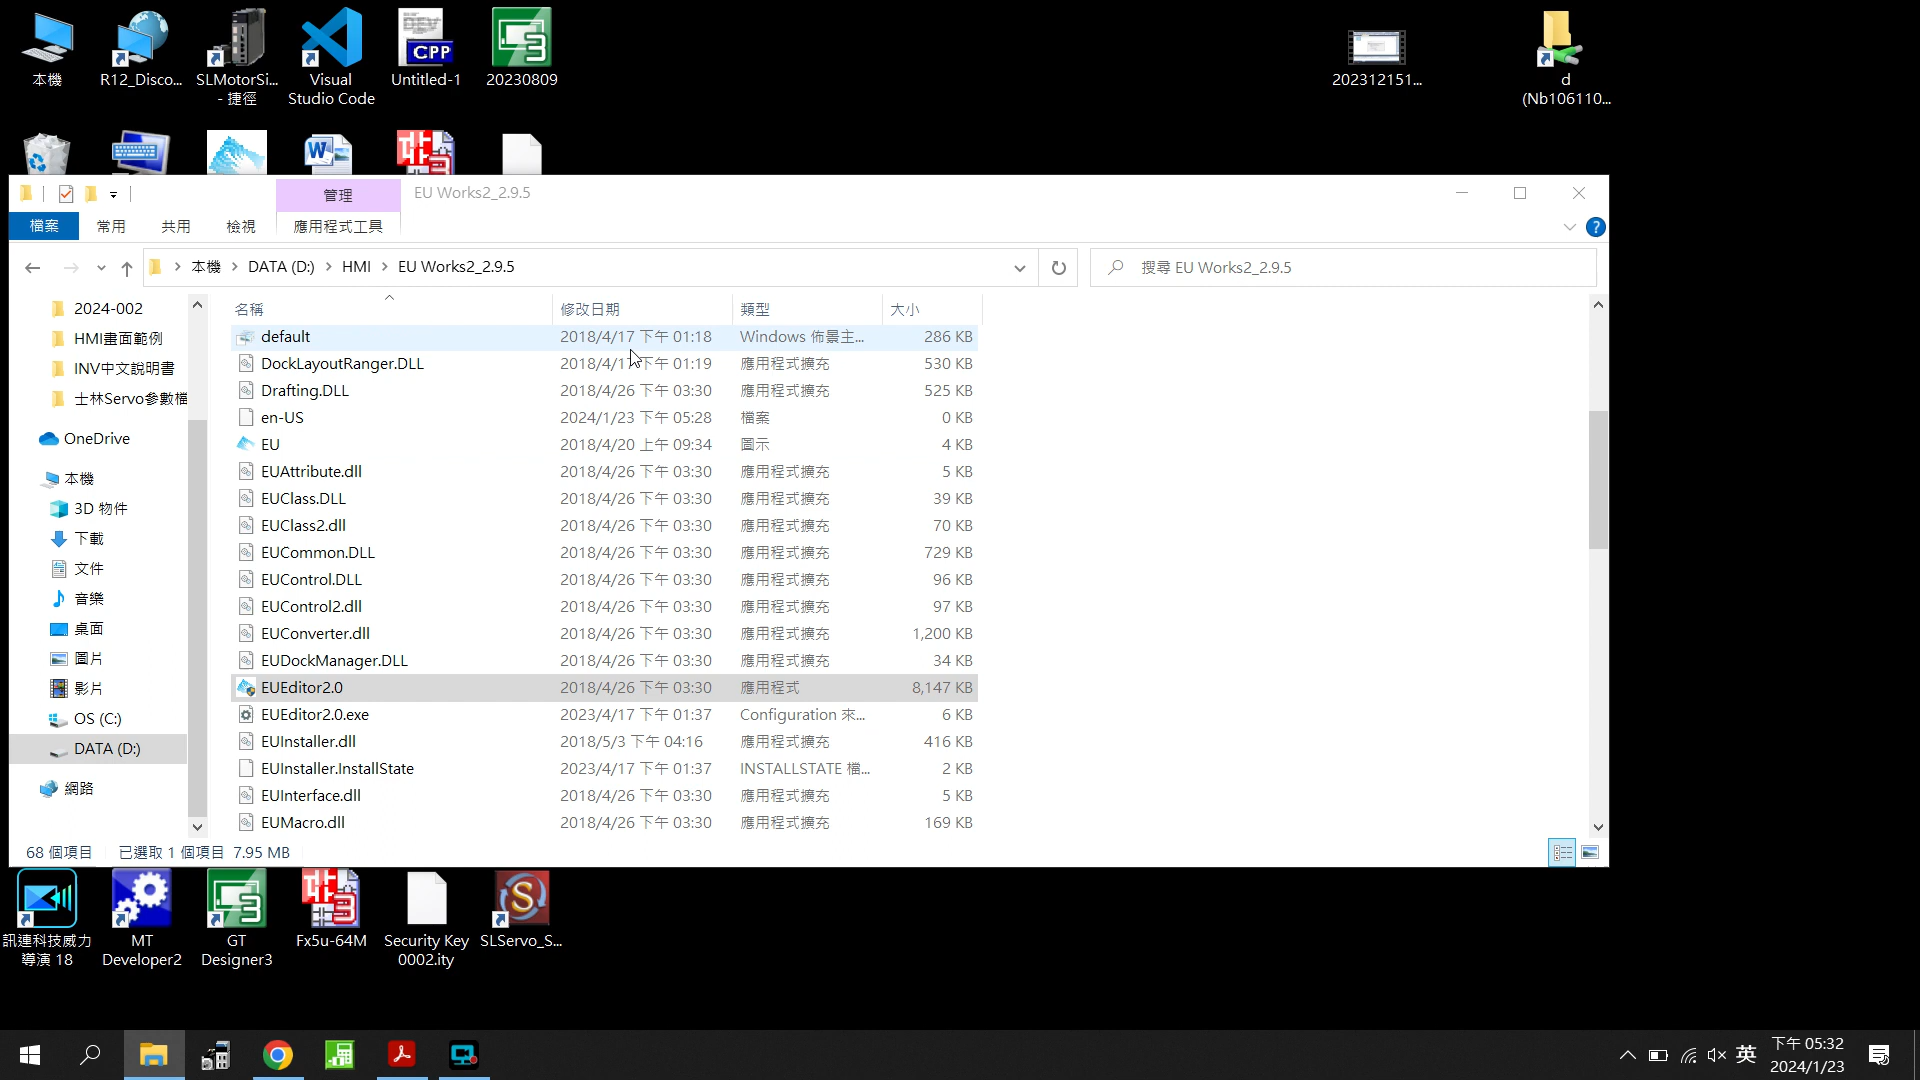 本機
R12_Disco...
SLMotorSi...
- 捷徑
Visual
Studio Code
CPP
Untitled-1
20230809
202312151...
d
(Nb106110...
管理
EU Works2_2.9.5
檔案
常用
共用
檢視
應用程式工具
本機 > DATA (D:) > HMI > EU Works2_2.9.5
搜尋 EU Works2_2.9.5
2024-002
HMI畫面範例
INV中文說明書
士林Servo參數檔
OneDrive
本機
3D 物件
下載
文件
音樂
桌面
圖片
影片
OS (C:)
DATA (D:)
網路
名稱 修改日期 類型 大小
default 2018/4/17 下午 01:18 Windows 佈景主... 286 KB
DockLayoutRanger.DLL 2018/4/17 下午 01:19 應用程式擴充 530 KB
Drafting.DLL 2018/4/26 下午 03:30 應用程式擴充 525 KB
en-US 2024/1/23 下午 05:28 檔案 0 KB
EU 2018/4/20 上午 09:34 圖示 4 KB
EUAttribute.dll 2018/4/26 下午 03:30 應用程式擴充 5 KB
EUClass.DLL 2018/4/26 下午 03:30 應用程式擴充 39 KB
EUClass2.dll 2018/4/26 下午 03:30 應用程式擴充 70 KB
EUCommon.DLL 2018/4/26 下午 03:30 應用程式擴充 729 KB
EUControl.DLL 2018/4/26 下午 03:30 應用程式擴充 96 KB
EUControl2.dll 2018/4/26 下午 03:30 應用程式擴充 97 KB
EUConverter.dll 2018/4/26 下午 03:30 應用程式擴充 1,200 KB
EUDockManager.DLL 2018/4/26 下午 03:30 應用程式擴充 34 KB
EUEditor2.0 2018/4/26 下午 03:30 應用程式 8,147 KB
EUEditor2.0.exe 2023/4/17 下午 01:37 Configuration 來... 6 KB
EUInstaller.dll 2018/5/3 下午 04:16 應用程式擴充 416 KB
EUInstaller.InstallState 2023/4/17 下午 01:37 INSTALLSTATE 檔... 2 KB
EUInterface.dll 2018/4/26 下午 03:30 應用程式擴充 5 KB
EUMacro.dll 2018/4/26 下午 03:30 應用程式擴充 169 KB
68 個項目 已選取 1 個項目 7.95 MB
訊連科技威力
導演 18
MT
Developer2
GT
Designer3
Fx5u-64M
Security Key
0002.ity
SLServo_S...
英
下午 05:32
2024/1/23